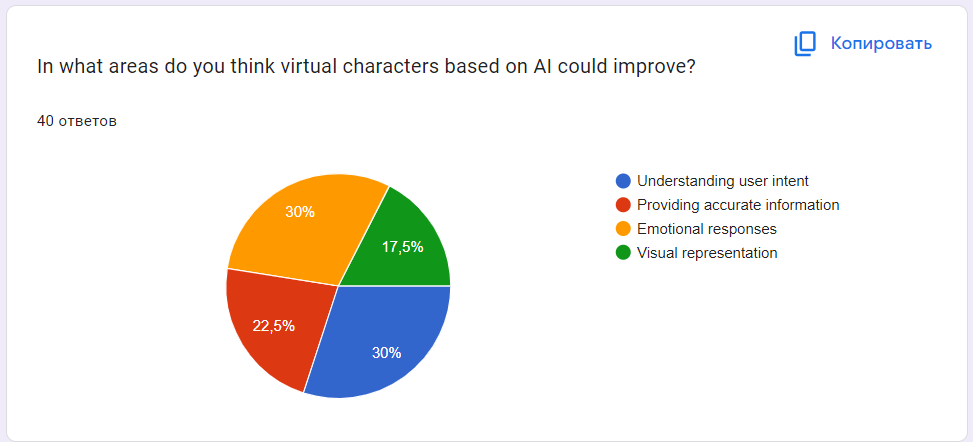 Копировать
In what areas do you think virtual characters based on AI could improve?
40 ответов
30%
17,5%
22,5%
30%
Understanding user intent
Providing accurate information
Emotional responses
Visual representation